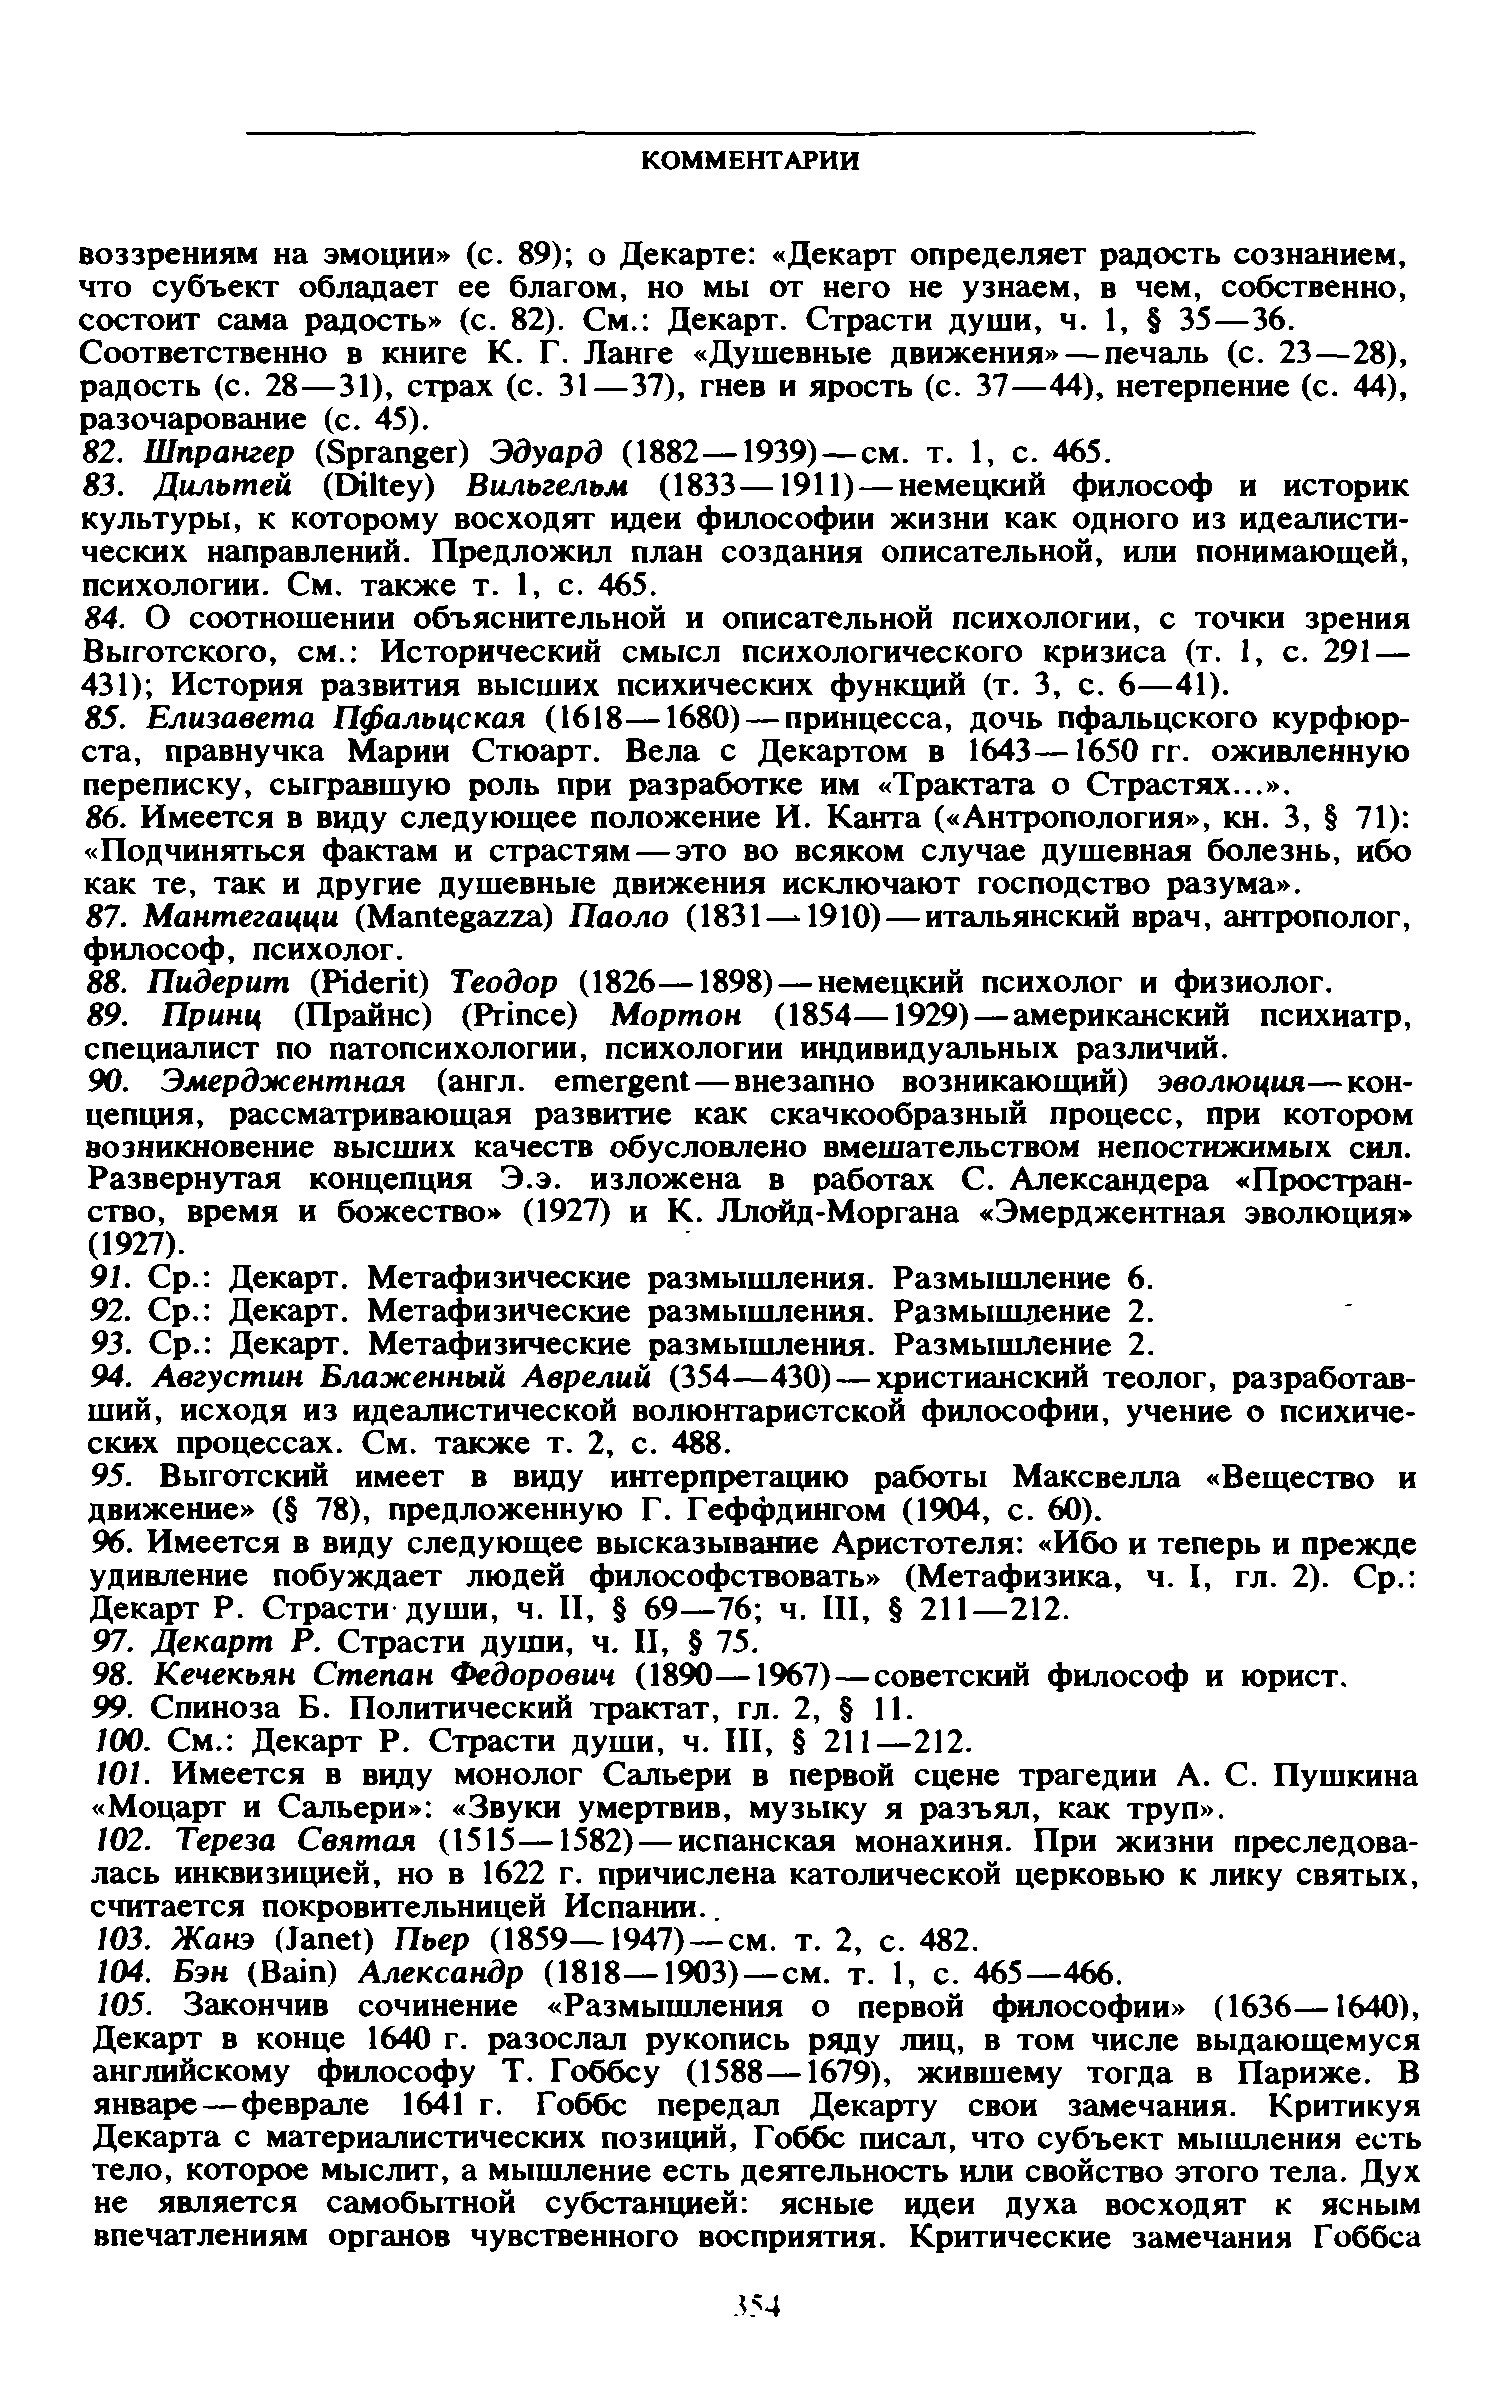 КОММЕНТАРИИ
воззрениям на эмоции» (с. 89); о Декарте: «Декарт определяет радость сознанием,
что субъект обладает ее благом, но мы от него не узнаем, в чем, собственно,
состоит сама радость» (с. 82). См.: Декарт. Страсти души, ч. 1, § 35—36.
Соответственно в книге К. Г. Ланге «Душевные движения»—печаль (с. 23—28),
радость (с. 28—31), страх (с. 31—37), гнев и ярость (с. 37—44), нетерпение (с. 44),
разочарование (с. 45).
82. Шпрангер (Spranger) Эдуард (1882—1939)—см. т. 1, с. 465.
83. Дильтей (Diltey) Вильгельм (1833—1911)—немецкий философ и историк
культуры, к которому восходят идеи философии жизни как одного из идеалисти-
ческих направлений. Предложил план создания описательной, или понимающей,
психологии. См. также т. 1, с. 465.
84. О соотношении объяснительной и описательной психологии, с точки зрения
Выготского, см.: Исторический смысл психологического кризиса (т. 1, с. 291—
431); История развития высших психических функций (т. 3, с. 6—41).
85. Елизавета Пфальцская (1618—1680)—принцесса, дочь пфальцского курфюр-
ста, правнучка Марии Стюарт. Вела с Декартом в 1643—1650 гг. оживленную
переписку, сыгравшую роль при разработке им «Трактата о Страстях...».
86. Имеется в виду следующее положение И. Канта («Антропология», кн. 3, § 71):
«Подчиняться фактам и страстям—это во всяком случае душевная болезнь, ибо
как те, так и другие душевные движения исключают господство разума».
87. Мантегацци (Mantegazza) Паоло (1831—1910)—итальянский врач, антрополог,
философ, психолог.
88. Пидерит (Piderit) Теодор (1826—1898)—немецкий психолог и физиолог.
89. Принц (Прайнс) (Prince) Мортон (1854—1929)—американский психиатр,
специалист по патопсихологии, психологии индивидуальных различий.
90. Эмерджентная (англ. emergent—внезапно возникающий) эволюция—кон-
цепция, рассматривающая развитие как скачкообразный процесс, при котором
возникновение высших качеств обусловлено вмешательством непостижимых сил.
Развернутая концепция Э.э. изложена в работах С. Александера «Простран-
ство, время и божество» (1927) и К. Ллойд-Моргана «Эмерджентная эволюция»
(1927).
91. Ср.: Декарт. Метафизические размышления. Размышление 6.
92. Ср.: Декарт. Метафизические размышления. Размышление 2.
93. Ср.: Декарт. Метафизические размышления. Размышление 2.
94. Августин Блаженный Аврелий (354—430)—христианский теолог, разработав-
ший, исходя из идеалистической волюнтаристской философии, учение о психиче-
ских процессах. См. также т. 2, с. 488.
95. Выготский имеет в виду интерпретацию работы Максвелла «Вещество и
движение» (§ 78), предложенную Г. Геффдингом (1904, с. 60).
96. Имеется в виду следующее высказывание Аристотеля: «Ибо и теперь и прежде
удивление побуждает людей философствовать» (Метафизика, ч. I, гл. 2). Ср.:
Декарт Р. Страсти души, ч. II, § 69—76; ч. III, § 211—212.
97. Декарт Р. Страсти души, ч. II, § 75.
98. Кечекьян Степан Федорович (1890—1967)—советский философ и юрист.
99. Спиноза Б. Политический трактат, гл. 2, § 11.
100. См.: Декарт Р. Страсти души, ч. III, § 211—212.
101. Имеется в виду монолог Сальери в первой сцене трагедии А. С. Пушкина
«Моцарт и Сальери»: «Звуки умертвив, музыку я разъял, как труп».
102. Тереза Святая (1515—1582)—испанская монахиня. При жизни преследова-
лась инквизицией, но в 1622 г. причислена католической церковью к лику святых,
считается покровительницей Испании..
103. Жанэ (Janet) Пьер (1859—1947)—см. т. 2, с. 482.
104. Бэн (Bain) Александр (1818—1903)—см. т. 1, с. 465—466.
105. Закончив сочинение «Размышления о первой философии» (1636—1640),
Декарт в конце 1640 г. разослал рукопись ряду лиц, в том числе выдающемуся
английскому философу Т. Гоббсу (1588—1679), жившему тогда в Париже. В
январе—феврале 1641 г. Гоббс передал Декарту свои замечания. Критикуя
Декарта с материалистических позиций, Гоббс писал, что субъект мышления есть
тело, которое мыслит, а мышление есть деятельность или свойство этого тела. Дух
не является самобытной субстанцией: ясные идеи духа восходят к ясным
впечатлениям органов чувственного восприятия. Критические замечания Гоббса
354